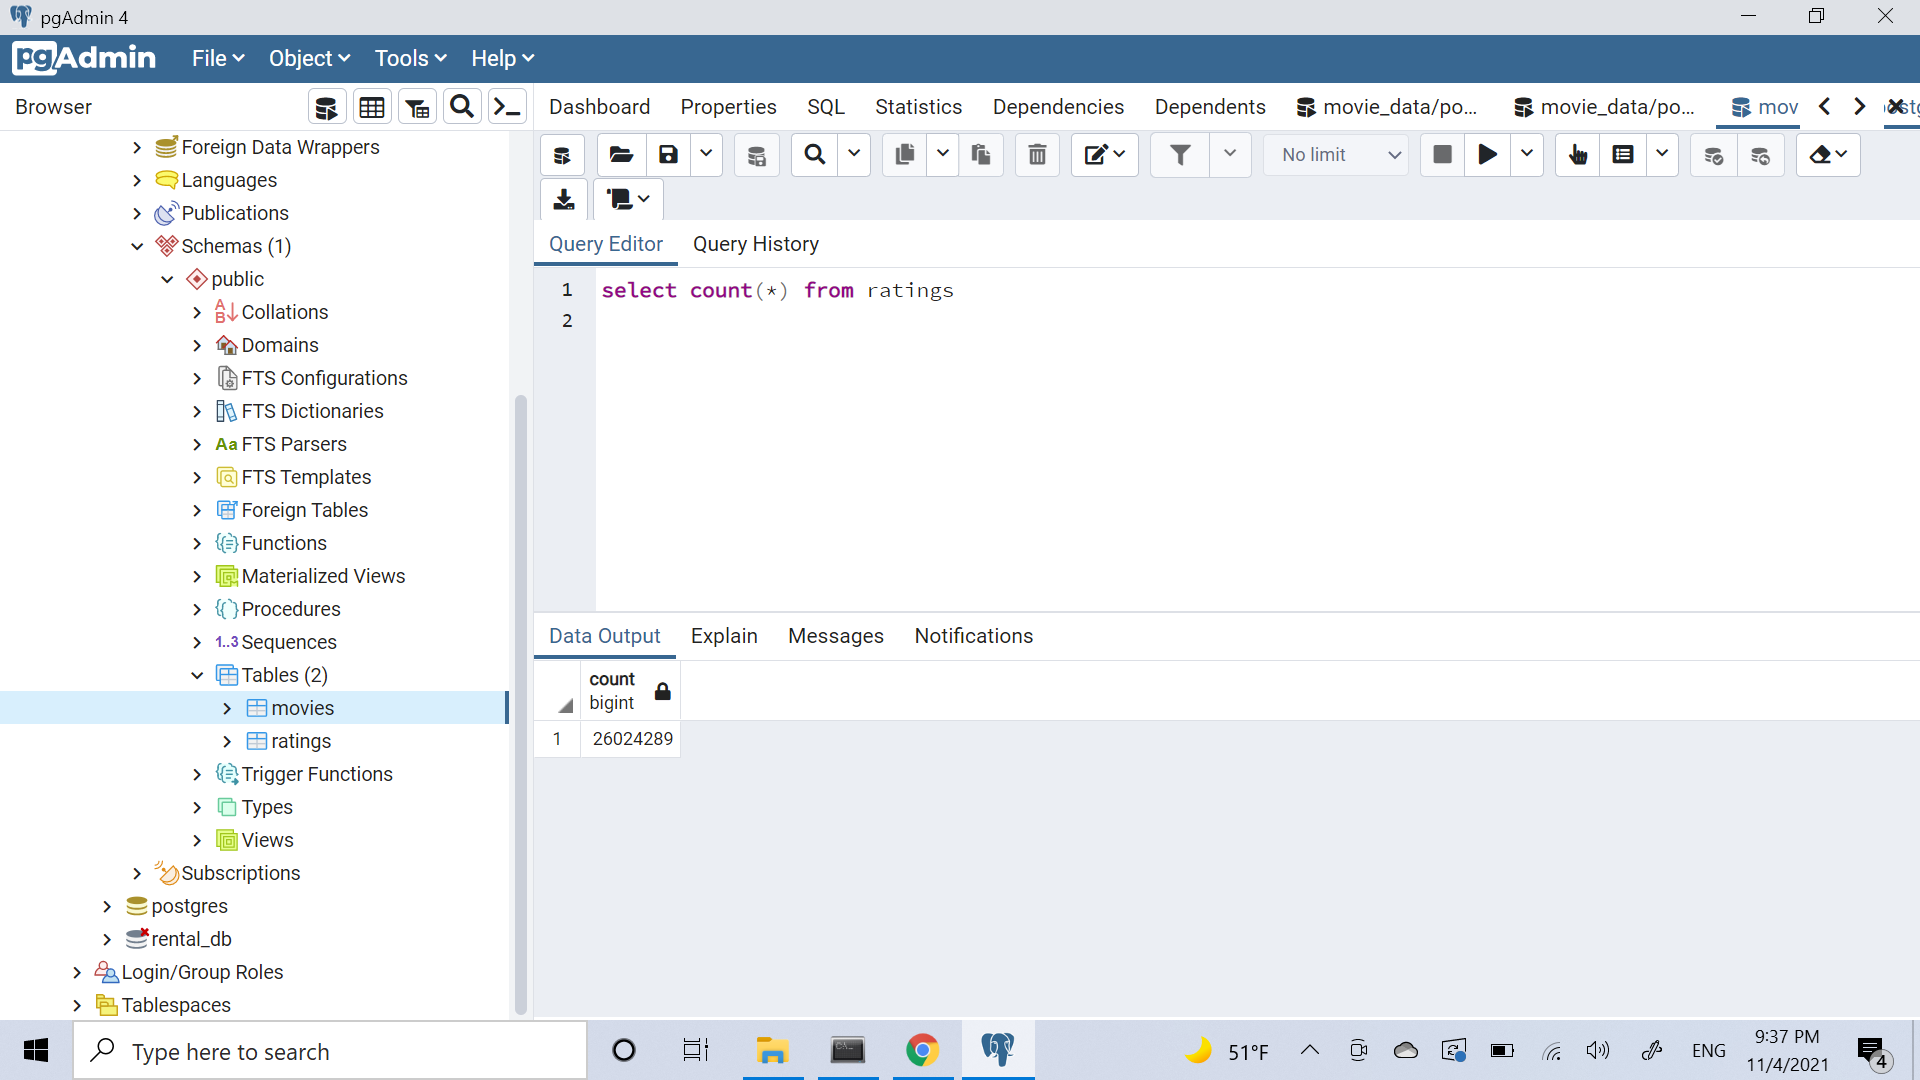 pgAdmin 4
pgAdmin File Object Tools Help
Browser
Dashboard Properties SQL Statistics Dependencies Dependents movie_data/po... movie_data/po... mov
No limit
Foreign Data Wrappers
Languages
Publications
Schemas (1)
public
Collations
Domains
FTS Configurations
FTS Dictionaries
Aa FTS Parsers
FTS Templates
Foreign Tables
Functions
Materialized Views
Procedures
1..3 Sequences
Tables (2)
movies
ratings
Trigger Functions
Types
Views
Subscriptions
postgres
rental_db
Login/Group Roles
Tablespaces
Query Editor Query History
1 select count(*) from ratings
2
Data Output Explain Messages Notifications
count
bigint
1 26024289
Type here to search
51°F
ENG
9:37 PM
11/4/2021
4